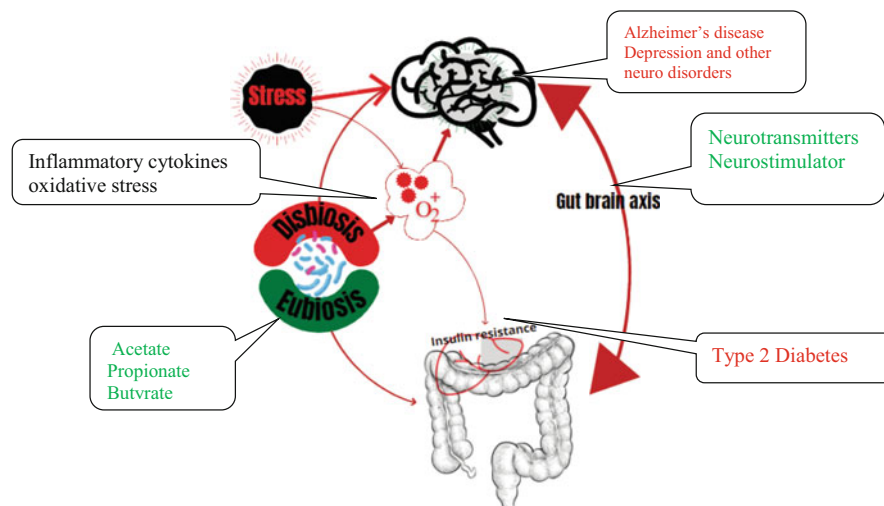 Alzheimer's disease
Depression and other
neuro disorders
Stress
Neurotransmitters
Neurostimulator
Inflammatory cytokines
oxidative stress
O2+
Gut brain axis
Disbiosis
Eubiosis
Insulin resistance
Acetate
Propionate
Butvrate
Type 2 Diabetes